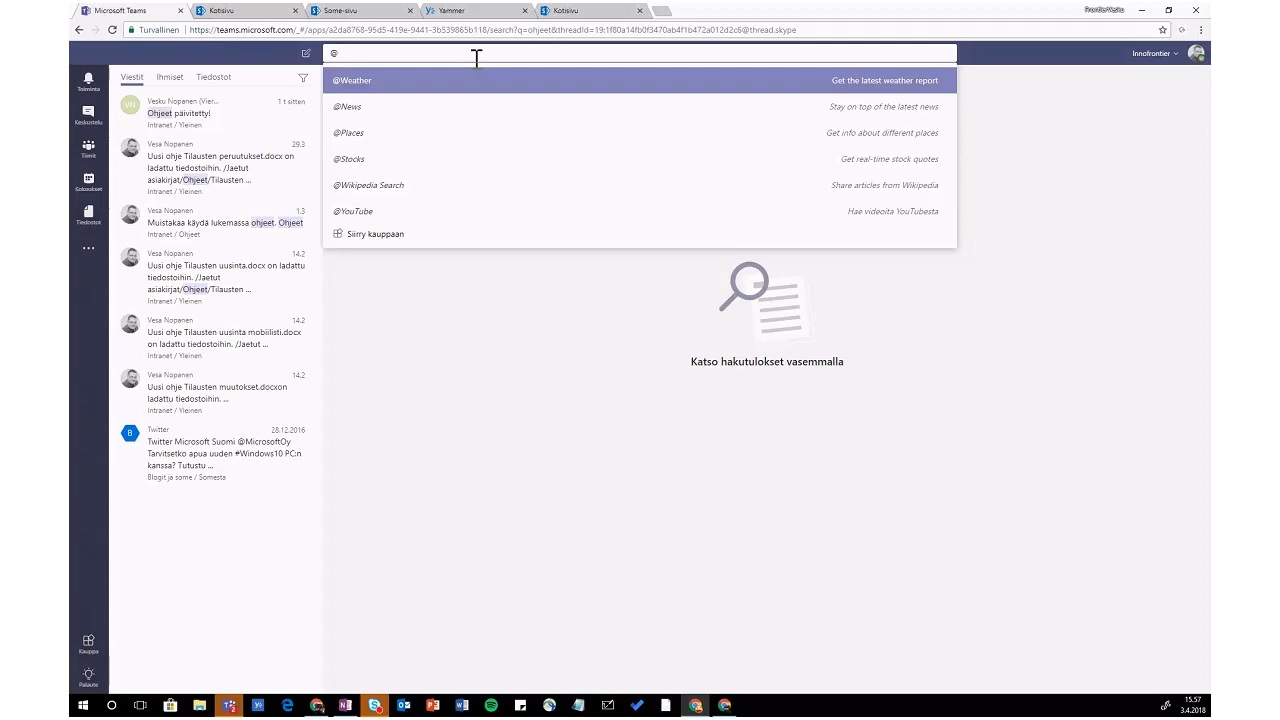 Microsoft Teams
Kotisivu
Some-sivu
Yammer
Kotisivu
FrontierVesku
Turvallinen
https://teams.microsoft.com/_#/apps/a2da8768-95d5-419e-9441-3b539865b118/search?q=ohjeet&threadId=19:1f80a14fb0f3470ab4f1b472a012d2c6@thread.skype
@
Innofrontier
Toiminta
Keskustelu
Tiimit
Kokoukset
Tiedostot
Viestit Ihmiset Tiedostot
VN
Vesku Nopanen (Vier... 1 t sitten
Ohjeet päivitetty!
Intranet / Yleinen
Vesa Nopanen 29.3
Uusi ohje Tilausten peruutukset.docx on
ladattu tiedostoihin. /Jaetut
asiakirjat/Ohjeet/Tilausten ...
Intranet / Yleinen
Vesa Nopanen 1.3
Muistakaa käydä lukemassa ohjeet. Ohjeet
Intranet / Ohjeet
Vesa Nopanen 14.2
Uusi ohje Tilausten uusinta.docx on ladattu
tiedostoihin. /Jaetut
asiakirjat/Ohjeet/Tilausten ...
Intranet / Yleinen
Vesa Nopanen 14.2
Uusi ohje Tilausten uusinta mobiilisti.docx
on ladattu tiedostoihin. /Jaetut ...
Intranet / Yleinen
Vesa Nopanen 14.2
Uusi ohje Tilausten muutokset.docxon
ladattu tiedostoihin. ...
Intranet / Yleinen
B
Twitter 28.12.2016
Twitter Microsoft Suomi @MicrosoftOy
Tarvitsetko apua uuden #Windows10 PC:n
kanssa? Tutustu ...
Blogit ja some / Somesta
@Weather Get the latest weather report
@News Stay on top of the latest news
@Places Get info about different places
@Stocks Get real-time stock quotes
@Wikipedia Search Share articles from Wikipedia
@YouTube Hae videoita YouTubesta
Siirry kauppaan
Katso hakutulokset vasemmalla
Kauppa
Palaute
15.57
3.4.2018